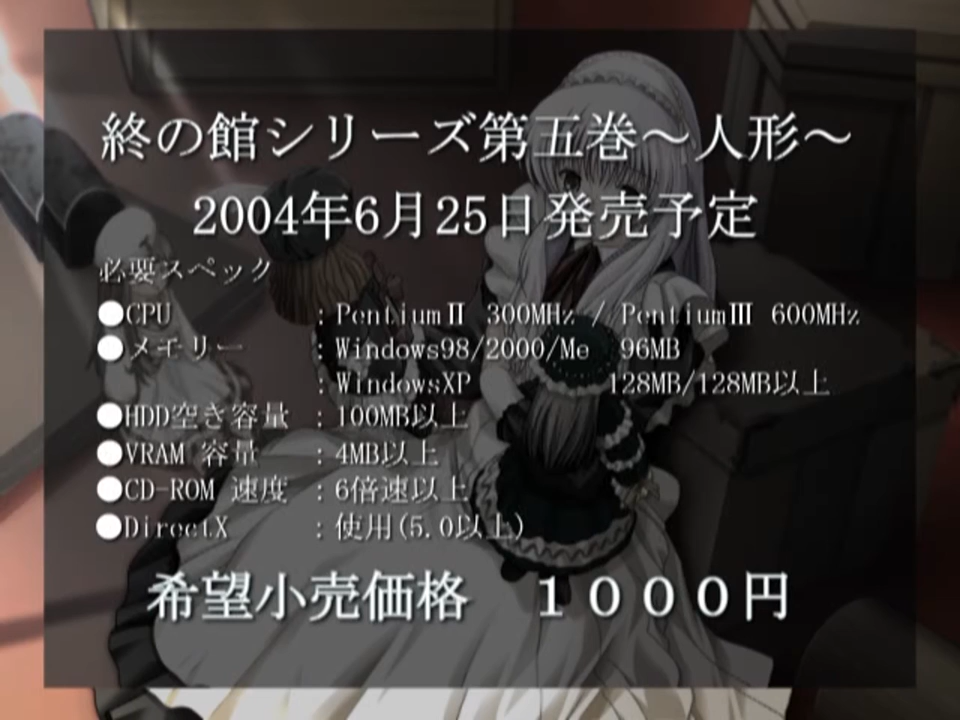 終の館シリーズ第五巻～人形～
2004年6月25日発売予定
必要スペック
●CPU : PentiumⅡ 300MHz / PentiumⅢ 600MHz
●メモリー : Windows98/2000/Me 96MB
: WindowsXP 128MB/128MB以上
●HDD空き容量 : 100MB以上
●VRAM 容量 : 4MB以上
●CD-ROM 速度 : 6倍速以上
●DirectX : 使用(5.0以上)
希望小売価格　１０００円